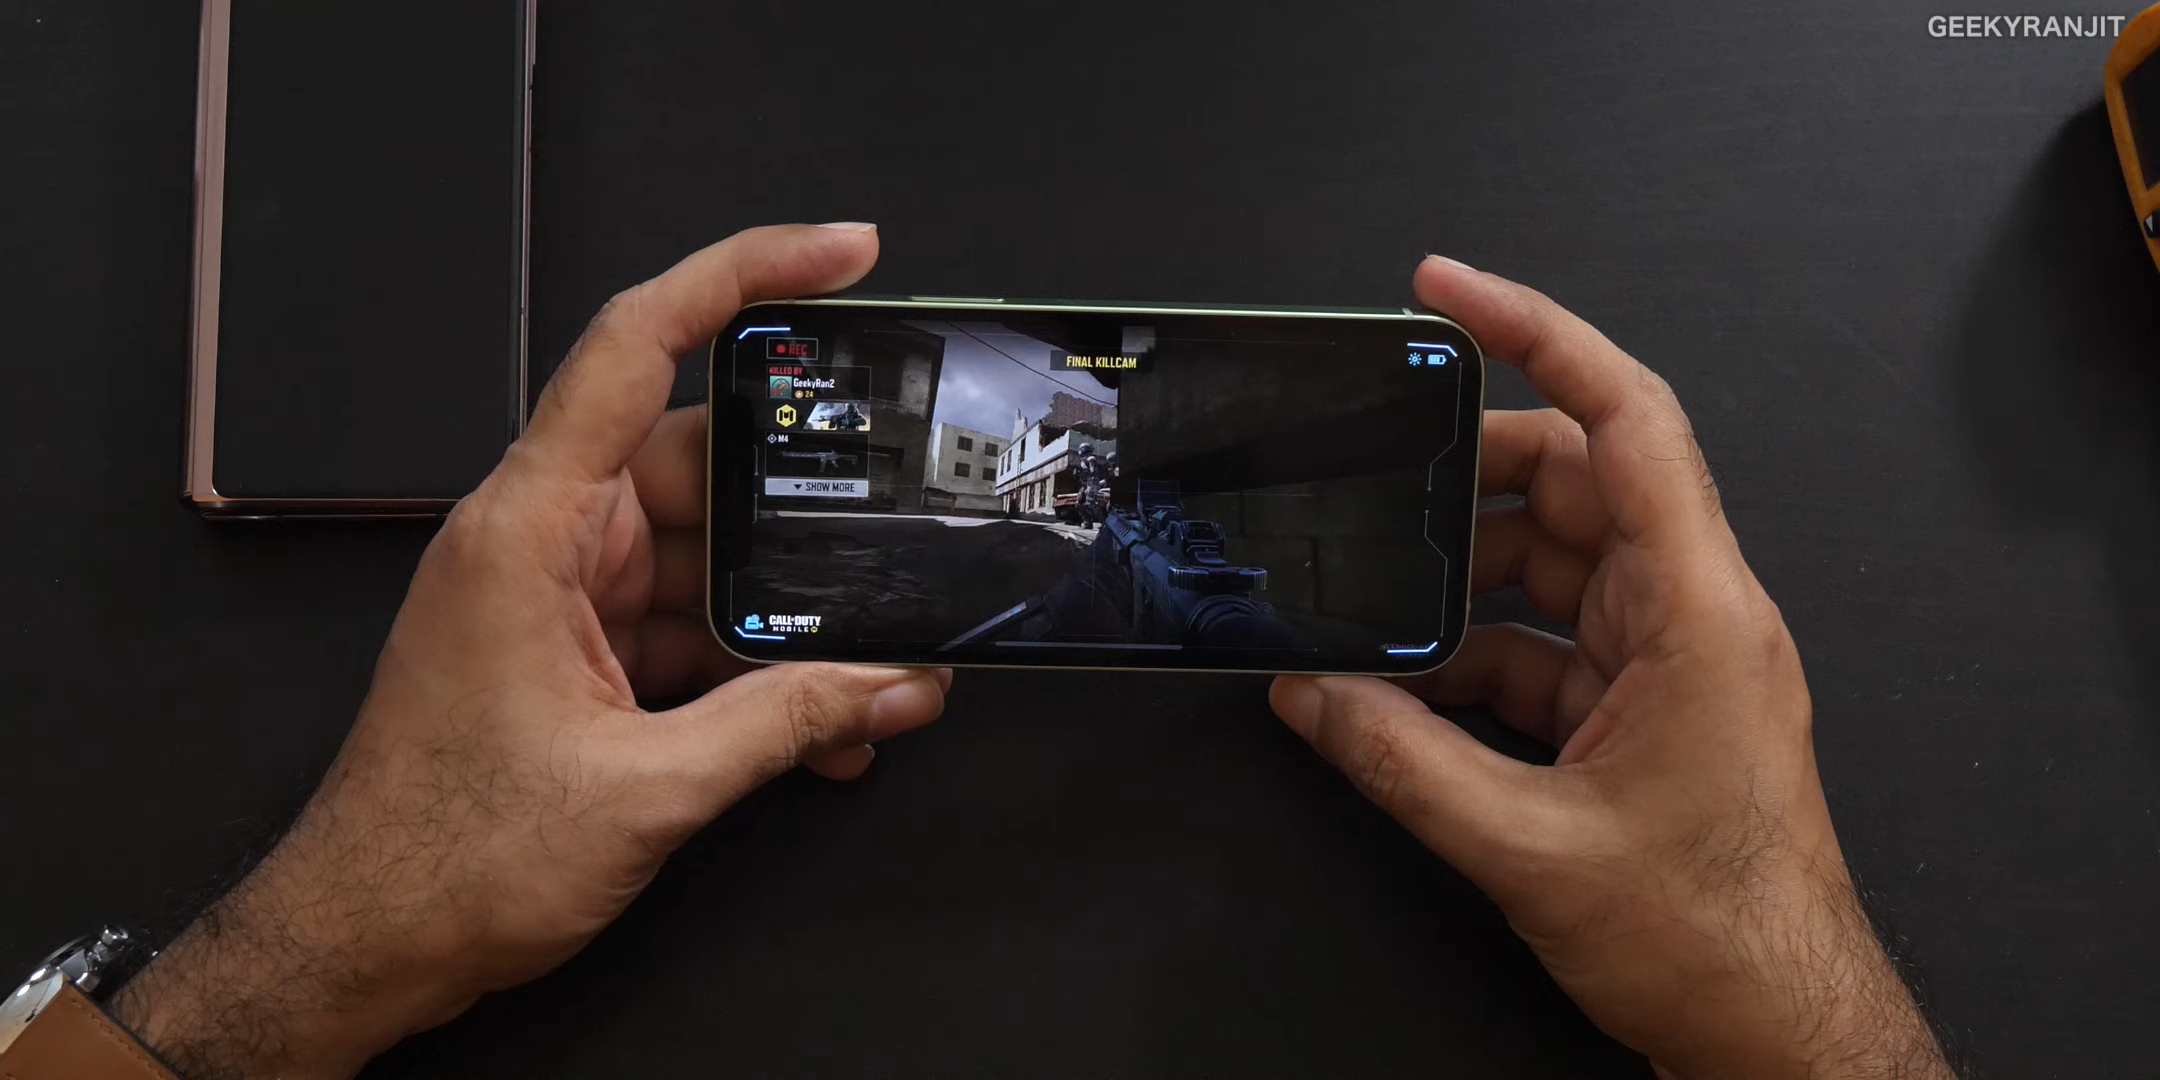 GEEKYRANJIT
REC
FINAL KILLCAM
KILLED BY
GeekyRan2
24
M4
SHOW MORE
CALL OF DUTY
MOBILE